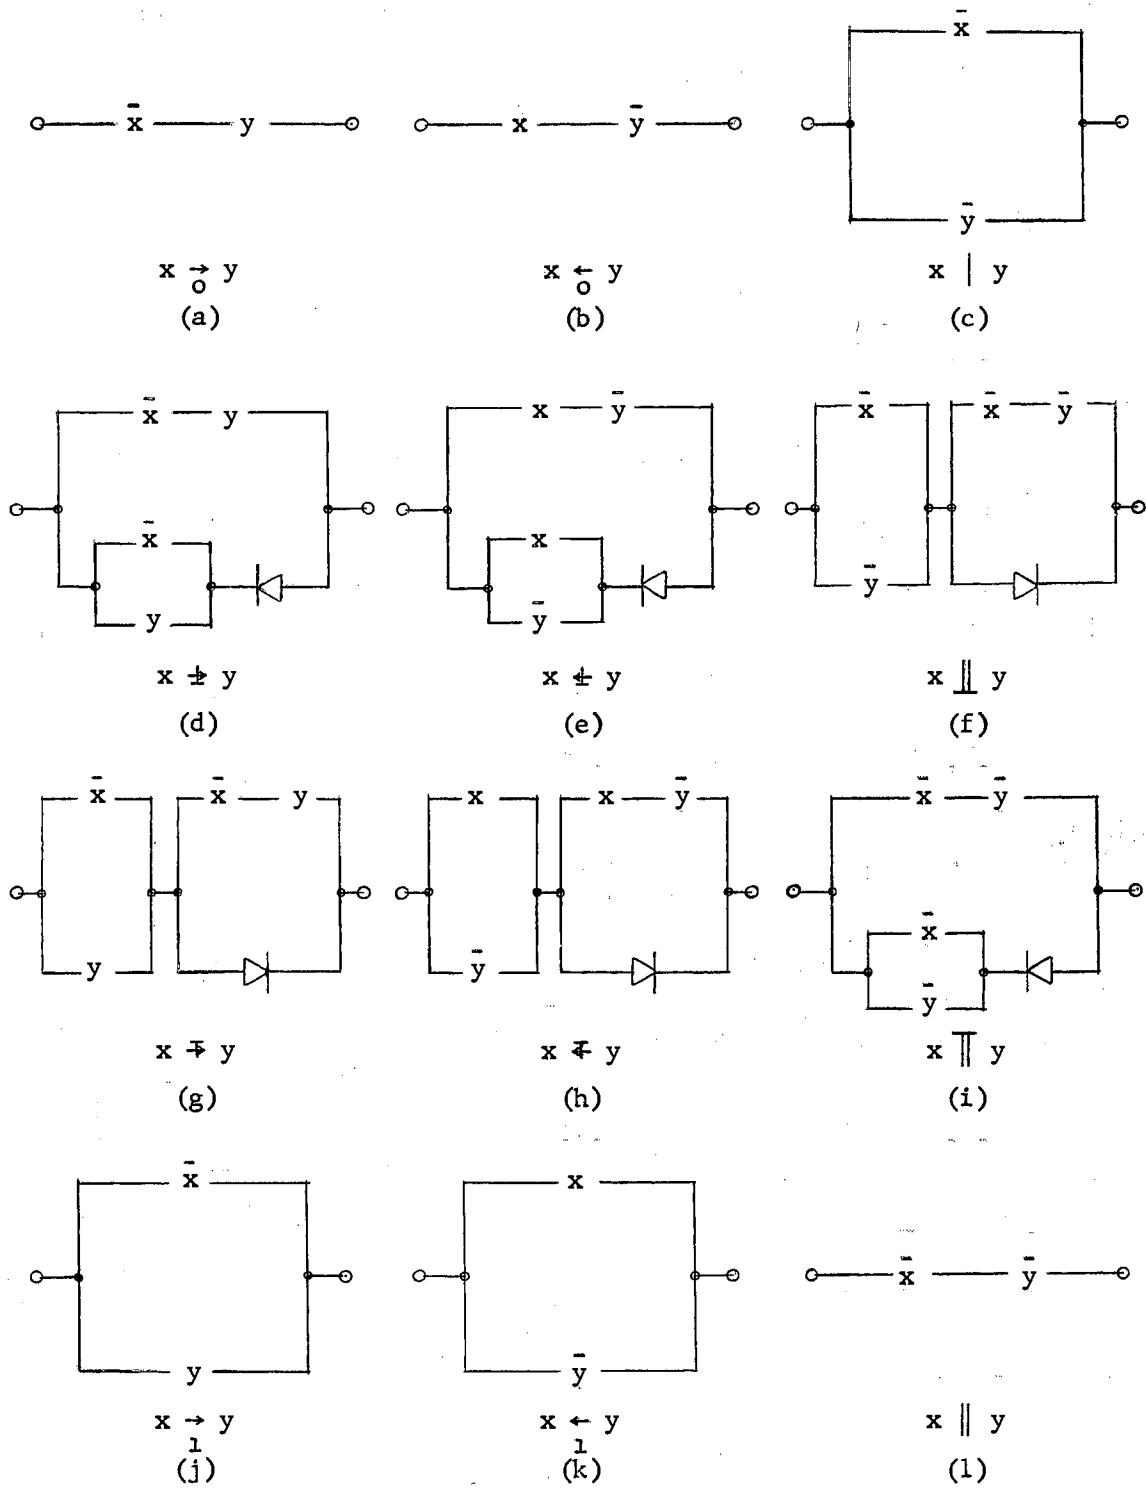 x̄ y
x ȳ
x̄
ȳ
x →₀ y
x ←₀ y
x | y
(a)
(b)
(c)
x̄ y
x̄
y
x ȳ
x
ȳ
x̄
ȳ
x̄ ȳ
x ⊥→ y
x ←⊥ y
x ⫫ y
(d)
(e)
(f)
x̄
y
x̄ y
x
ȳ
x ȳ
x̄ ȳ
x̄
ȳ
x ⊤→ y
x ←⊤ y
x ⫪ y
(g)
(h)
(i)
x̄
y
x
ȳ
x̄ ȳ
x →₁ y
x ←₁ y
x ‖ y
(j)
(k)
(l)